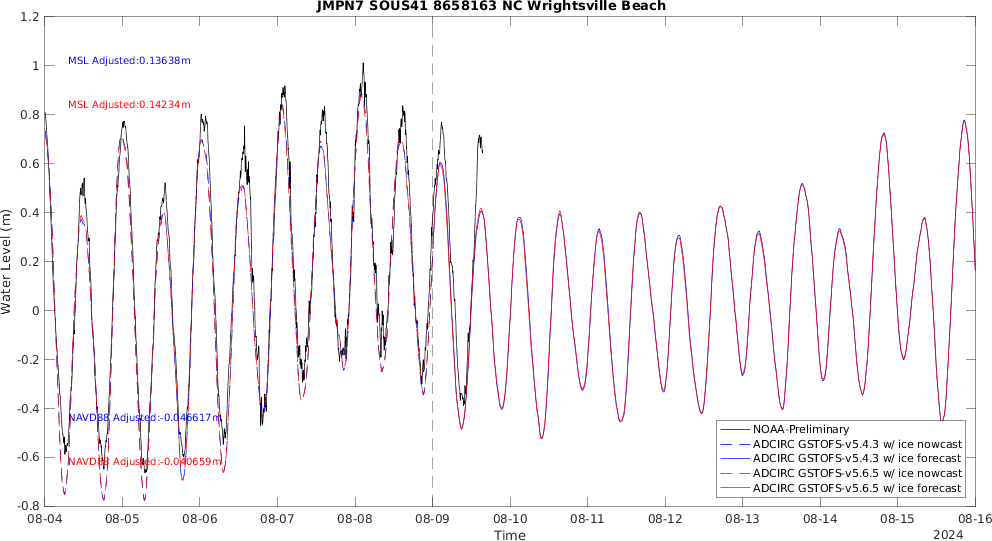 JMPN7 SOUS41 8658163 NC Wrightsville Beach
1.2
1
0.8
0.6
0.4
0.2
0
-0.2
-0.4
-0.6
-0.8
Water Level (m)
MSL Adjusted:0.13638m
MSL Adjusted:0.14234m
NAVD88 Adjusted:-0.046617m
NAVD88 Adjusted:-0.040659m
NOAA-Preliminary
ADCIRC GSTOFS-v5.4.3 w/ ice nowcast
ADCIRC GSTOFS-v5.4.3 w/ ice forecast
ADCIRC GSTOFS-v5.6.5 w/ ice nowcast
ADCIRC GSTOFS-v5.6.5 w/ ice forecast
08-04 08-05 08-06 08-07 08-08 08-09 08-10 08-11 08-12 08-13 08-14 08-15 08-16
Time
2024